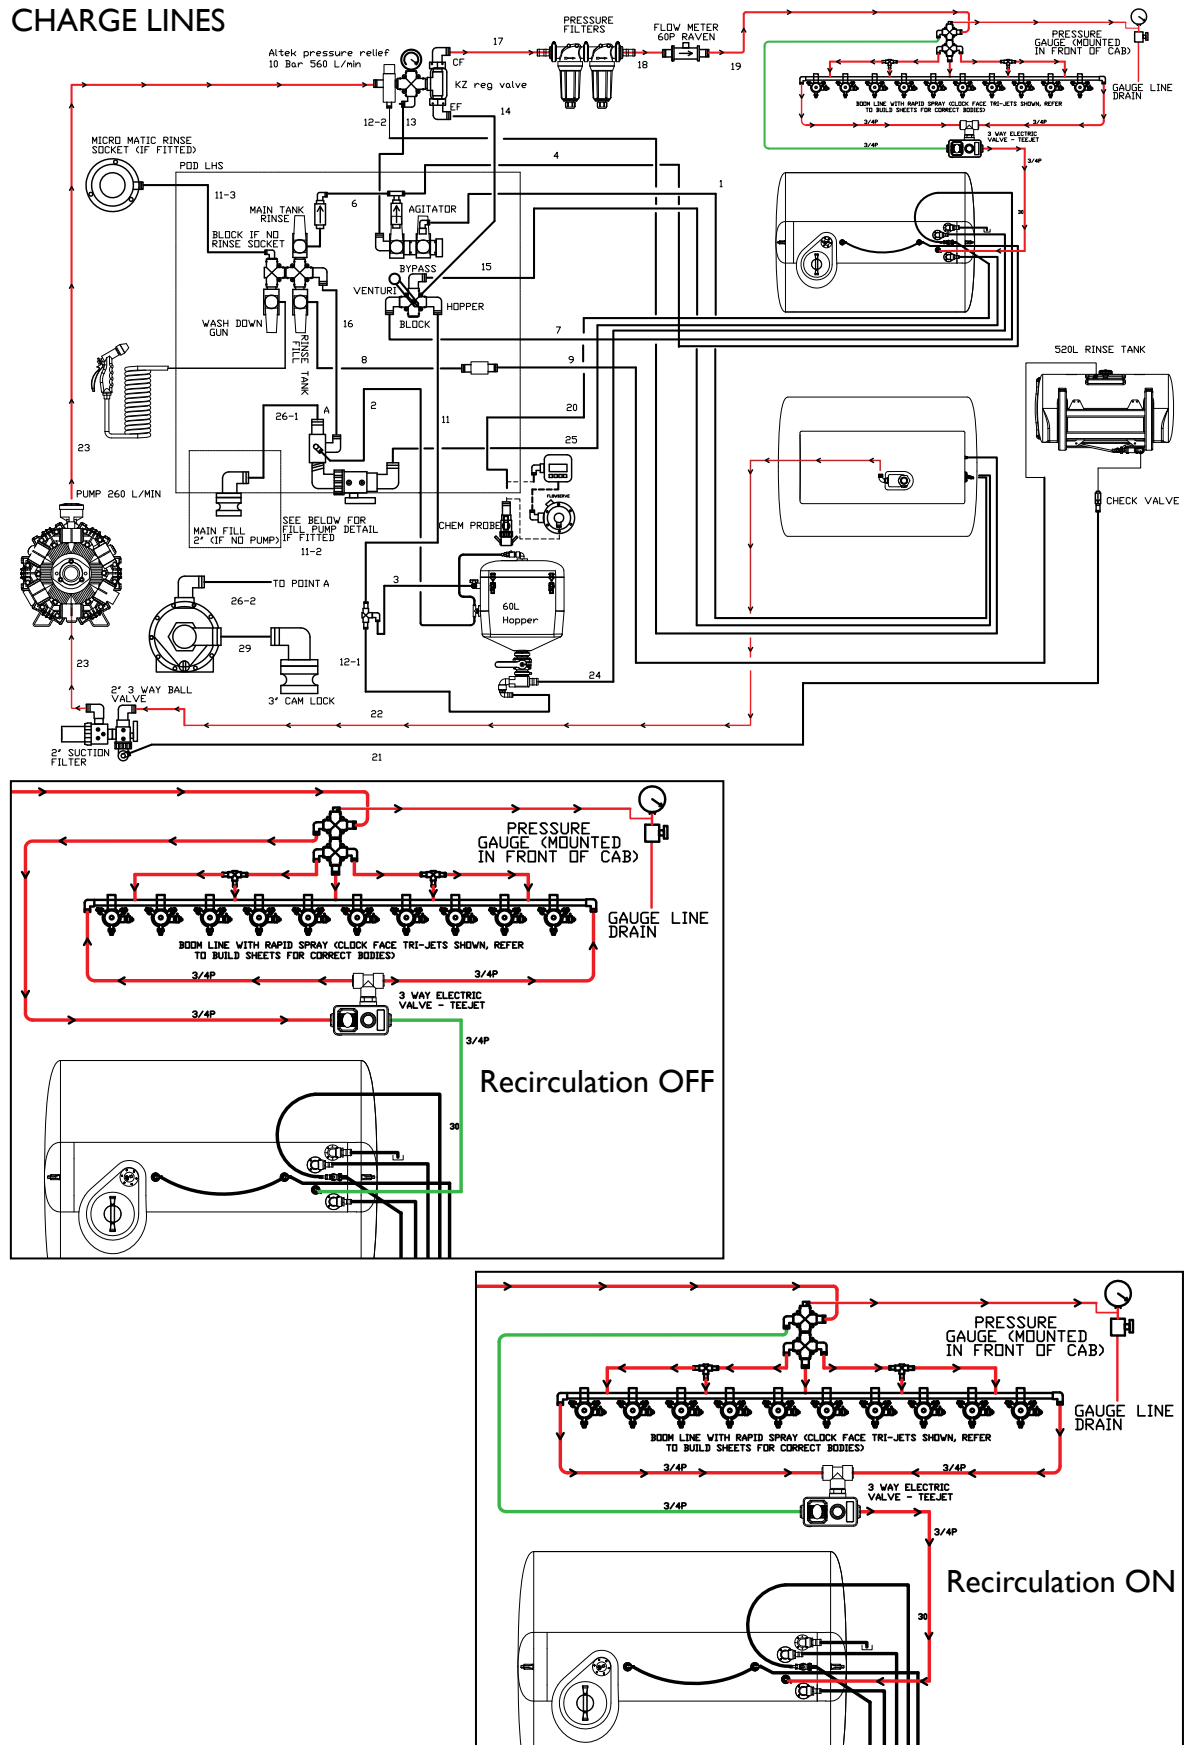 CHARGE LINES
Altek pressure relief
10 Bar 560 L/min
12-2
13
CF
KZ reg valve
EF
14
17
PRESSURE
FILTERS
18
FLOW METER
60P RAVEN
19
PRESSURE
GAUGE (MOUNTED
IN FRONT OF CAB)
GAUGE LINE
DRAIN
BOOM LINE WITH RAPID SPRAY (CLOCK FACE TRI-JETS SHOWN, REFER
TO BUILD SHEETS FOR CORRECT BODIES)
3/4P
3/4P
3 WAY ELECTRIC
VALVE - TEEJET
3/4P
3/4P
30
MICRO MATIC RINSE
SOCKET (IF FITTED)
POD LHS
11-3
MAIN TANK
RINSE
BLOCK IF NO
RINSE SOCKET
6
4
1
AGITATOR
BYPASS
15
VENTURI
HOPPER
BLOCK
WASH DOWN
GUN
RINSE TANK
FILL
16
7
8
9
520L RINSE TANK
2
A
26-1
11
20
25
23
PUMP 260 L/MIN
MAIN FILL
2" (IF NO PUMP)
SEE BELOW FOR
FILL PUMP DETAIL
IF FITTED
11-2
CHEM PROBE
FLOWSERVE
CHECK VALVE
3
TO POINT A
26-2
60L
Hopper
29
12-1
24
23
2" 3 WAY BALL
VALVE
3" CAM LOCK
22
2" SUCTION
FILTER
21
PRESSURE
GAUGE (MOUNTED
IN FRONT OF CAB)
GAUGE LINE
DRAIN
BOOM LINE WITH RAPID SPRAY (CLOCK FACE TRI-JETS SHOWN, REFER
TO BUILD SHEETS FOR CORRECT BODIES)
3/4P
3/4P
3 WAY ELECTRIC
VALVE - TEEJET
3/4P
3/4P
Recirculation OFF
30
PRESSURE
GAUGE (MOUNTED
IN FRONT OF CAB)
GAUGE LINE
DRAIN
BOOM LINE WITH RAPID SPRAY (CLOCK FACE TRI-JETS SHOWN, REFER
TO BUILD SHEETS FOR CORRECT BODIES)
3/4P
3/4P
3 WAY ELECTRIC
VALVE - TEEJET
3/4P
3/4P
Recirculation ON
30